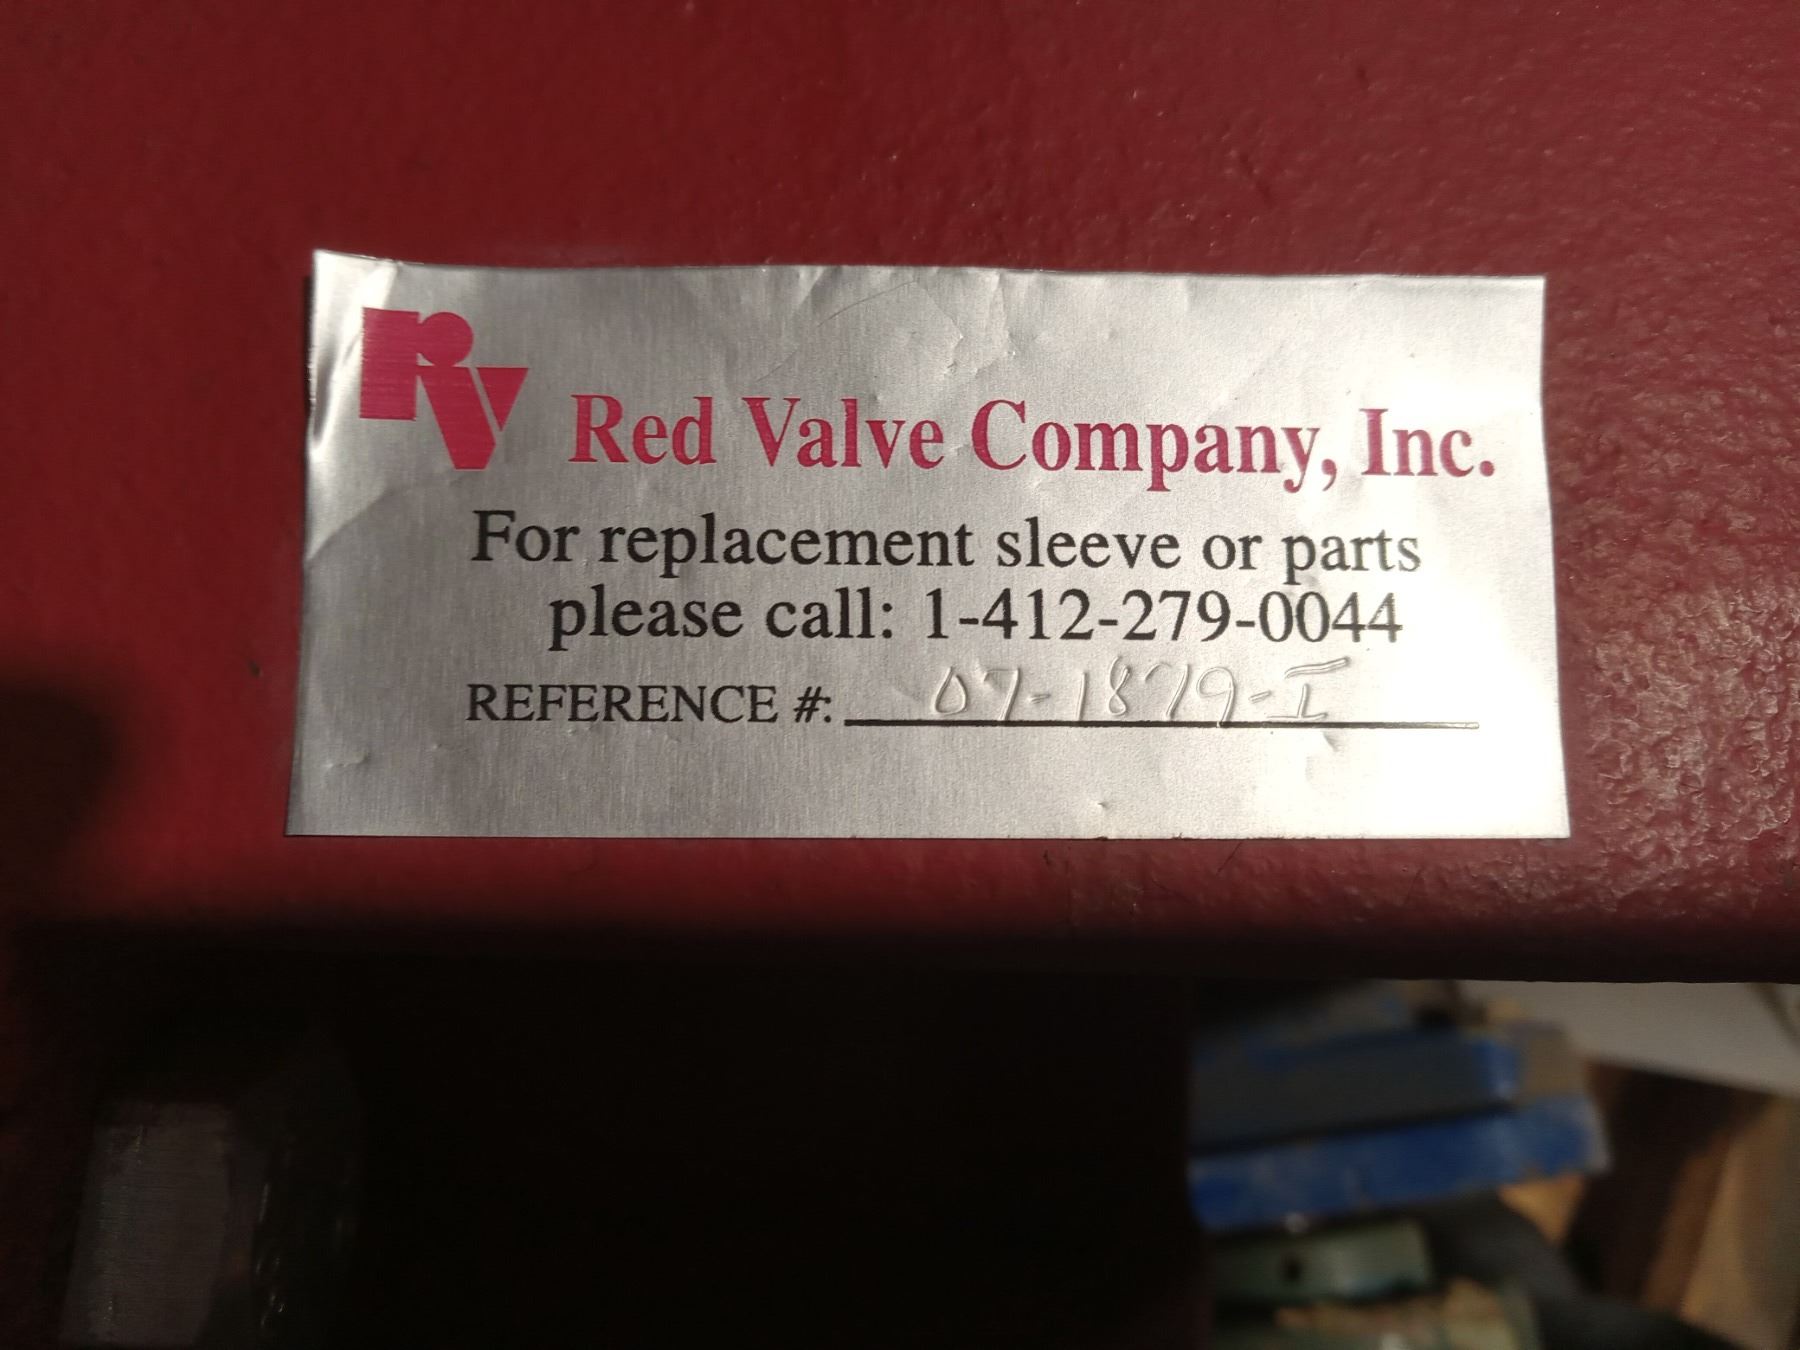 RV Red Valve Company, Inc.
For replacement sleeve or parts
please call: 1-412-279-0044
REFERENCE #: 07-1879-I